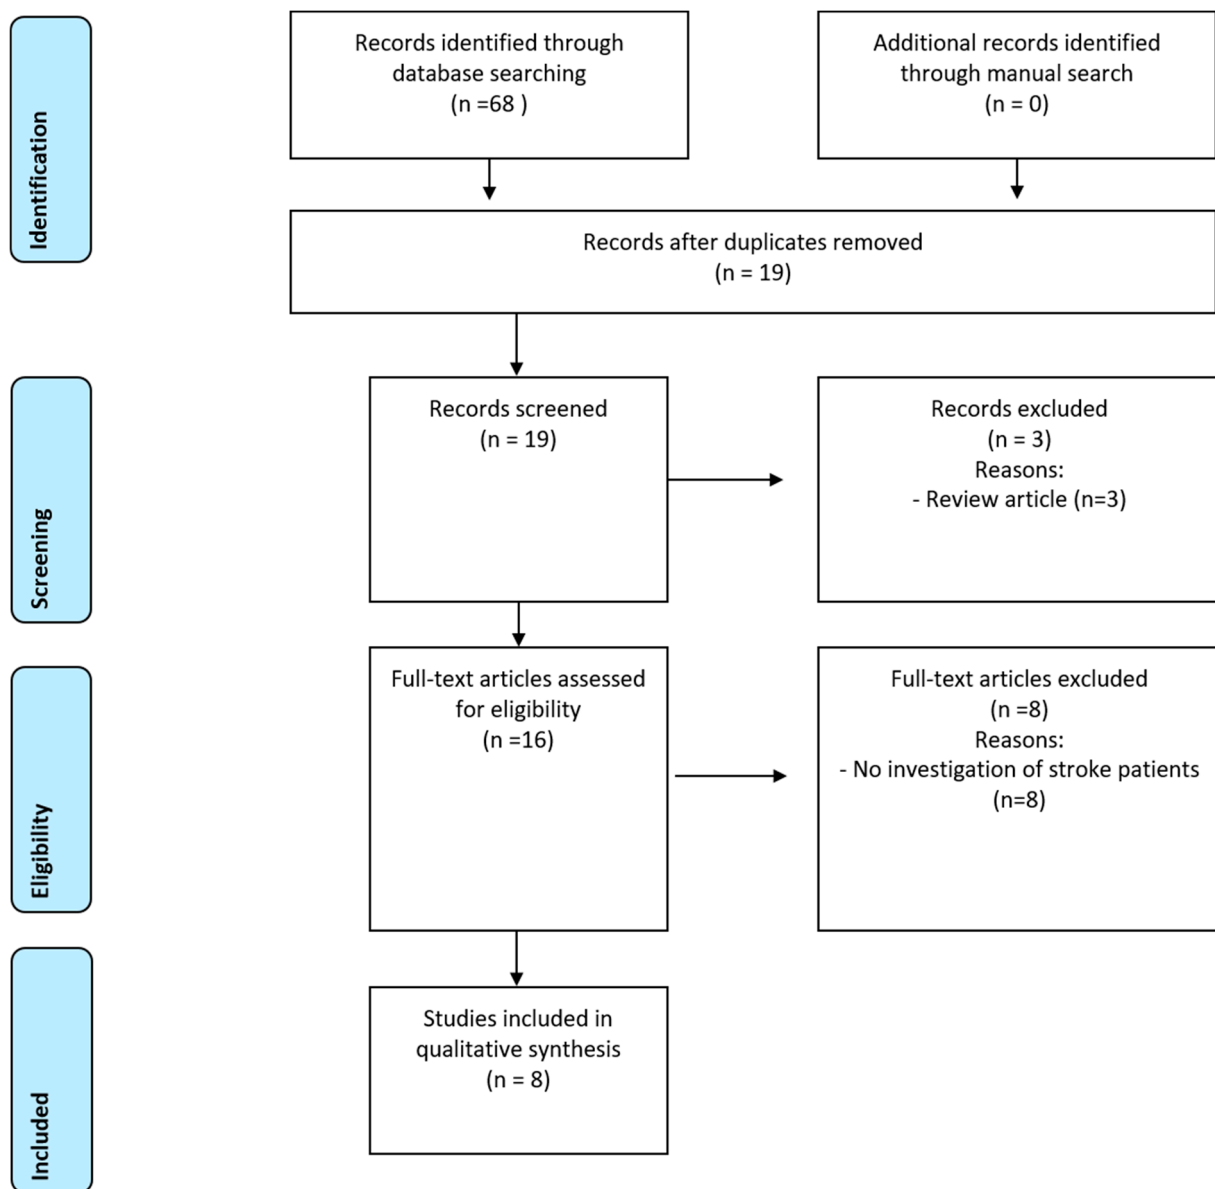 Identification
Records identified through
database searching
(n =68 )
Additional records identified
through manual search
(n = 0)
Records after duplicates removed
(n = 19)
Screening
Records screened
(n = 19)
Records excluded
(n = 3)
Reasons:
- Review article (n=3)
Eligibility
Full-text articles assessed
for eligibility
(n =16)
Full-text articles excluded
(n =8)
Reasons:
- No investigation of stroke patients
(n=8)
Included
Studies included in
qualitative synthesis
(n = 8)